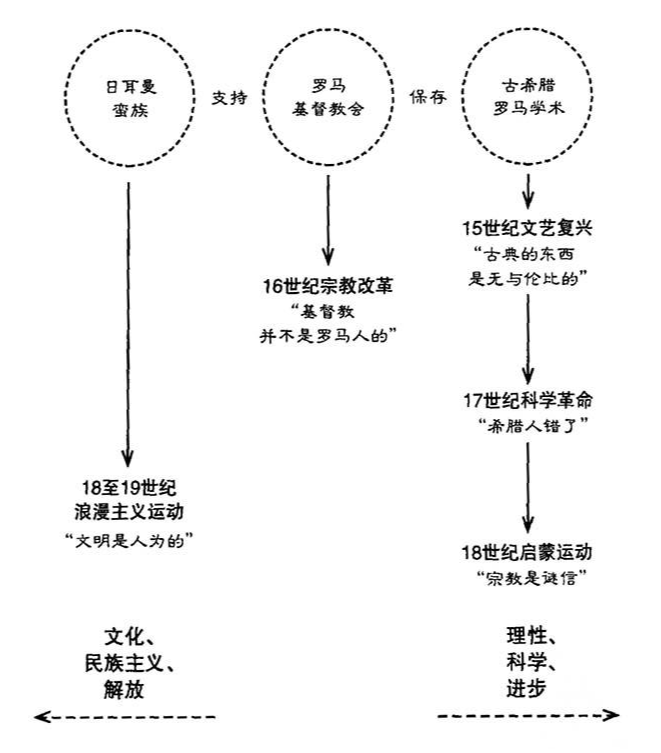 日耳曼
蛮族
支持
罗马
基督教会
保存
古希腊
罗马学术
15世纪文艺复兴
“古典的东西
是无与伦比的”
16世纪宗教改革
“基督教
并不是罗马人的”
17世纪科学革命
“希腊人错了”
18至19世纪
浪漫主义运动
“文明是人为的”
18世纪启蒙运动
“宗教是谜信”
文化、
民族主义、
解放
理性、
科学、
进步